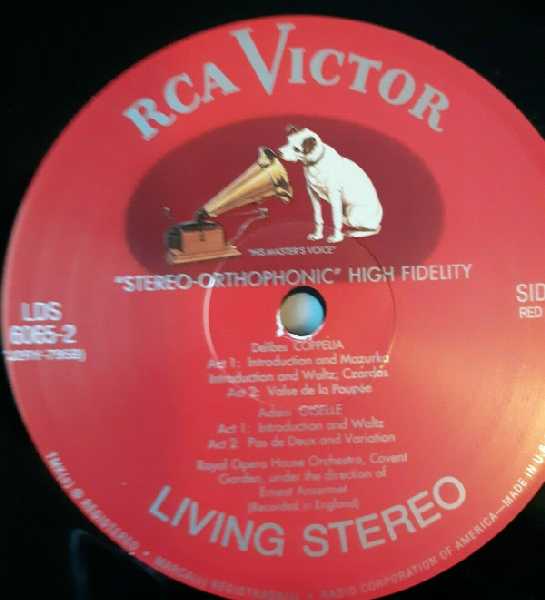 RCA VICTOR
"HIS MASTER'S VOICE"
"STEREO-ORTHOPHONIC" HIGH FIDELITY
LDS
6065-2
SID
RED
Delibes COPPELIA
Act 1: Introduction and Mazurka
Introduction and Waltz; Czardas
Act 2: Valse de la Poupée
Adam GISELLE
Act 1: Introduction and Waltz
Act 2: Pas de Deux and Variation
Royal Opera House Orchestra, Covent
Garden, under the direction of
Ernest Ansermet
(Recorded in England)
LIVING STEREO
RADIO CORPORATION OF AMERICA—MADE IN U.S.